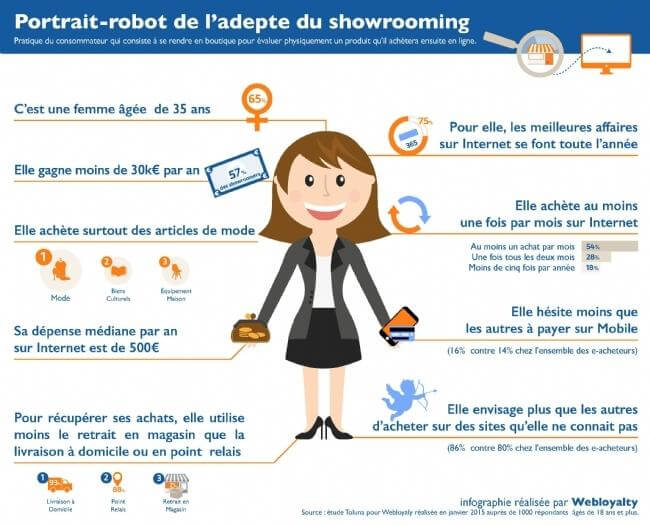 Portrait-robot de l'adepte du showrooming
Pratique du consommateur qui consiste à se rendre en boutique pour évaluer physiquement un produit qu'il achètera ensuite en ligne.
C'est une femme âgée de 35 ans
65%
Elle gagne moins de 30k€ par an
57%
des showroomers
Elle achète surtout des articles de mode
1
2
3
Mode
Biens
Culturels
Équipement
Maison
Sa dépense médiane par an
sur Internet est de 500€
Pour récupérer ses achats, elle utilise
moins le retrait en magasin que la
livraison à domicile ou en point relais
1
93%
2
88%
3
Livraison à
Domicile
Point
Relais
Retrait en
Magasin
75%
365
Pour elle, les meilleures affaires
sur Internet se font toute l'année
Elle achète au moins
une fois par mois sur Internet
Au moins un achat par mois 54%
Une fois tous les deux mois 28%
Moins de cinq fois par année 18%
Elle hésite moins que
les autres à payer sur Mobile
(16% contre 14% chez l'ensemble des e-acheteurs)
Elle envisage plus que les autres
d'acheter sur des sites qu'elle ne connait pas
(86% contre 80% chez l'ensemble des e-acheteurs)
infographie réalisée par Webloyalty
Source : étude Toluna pour Webloyalty réalisée en janvier 2015 auprès de 1000 répondants âgés de 18 ans et plus.